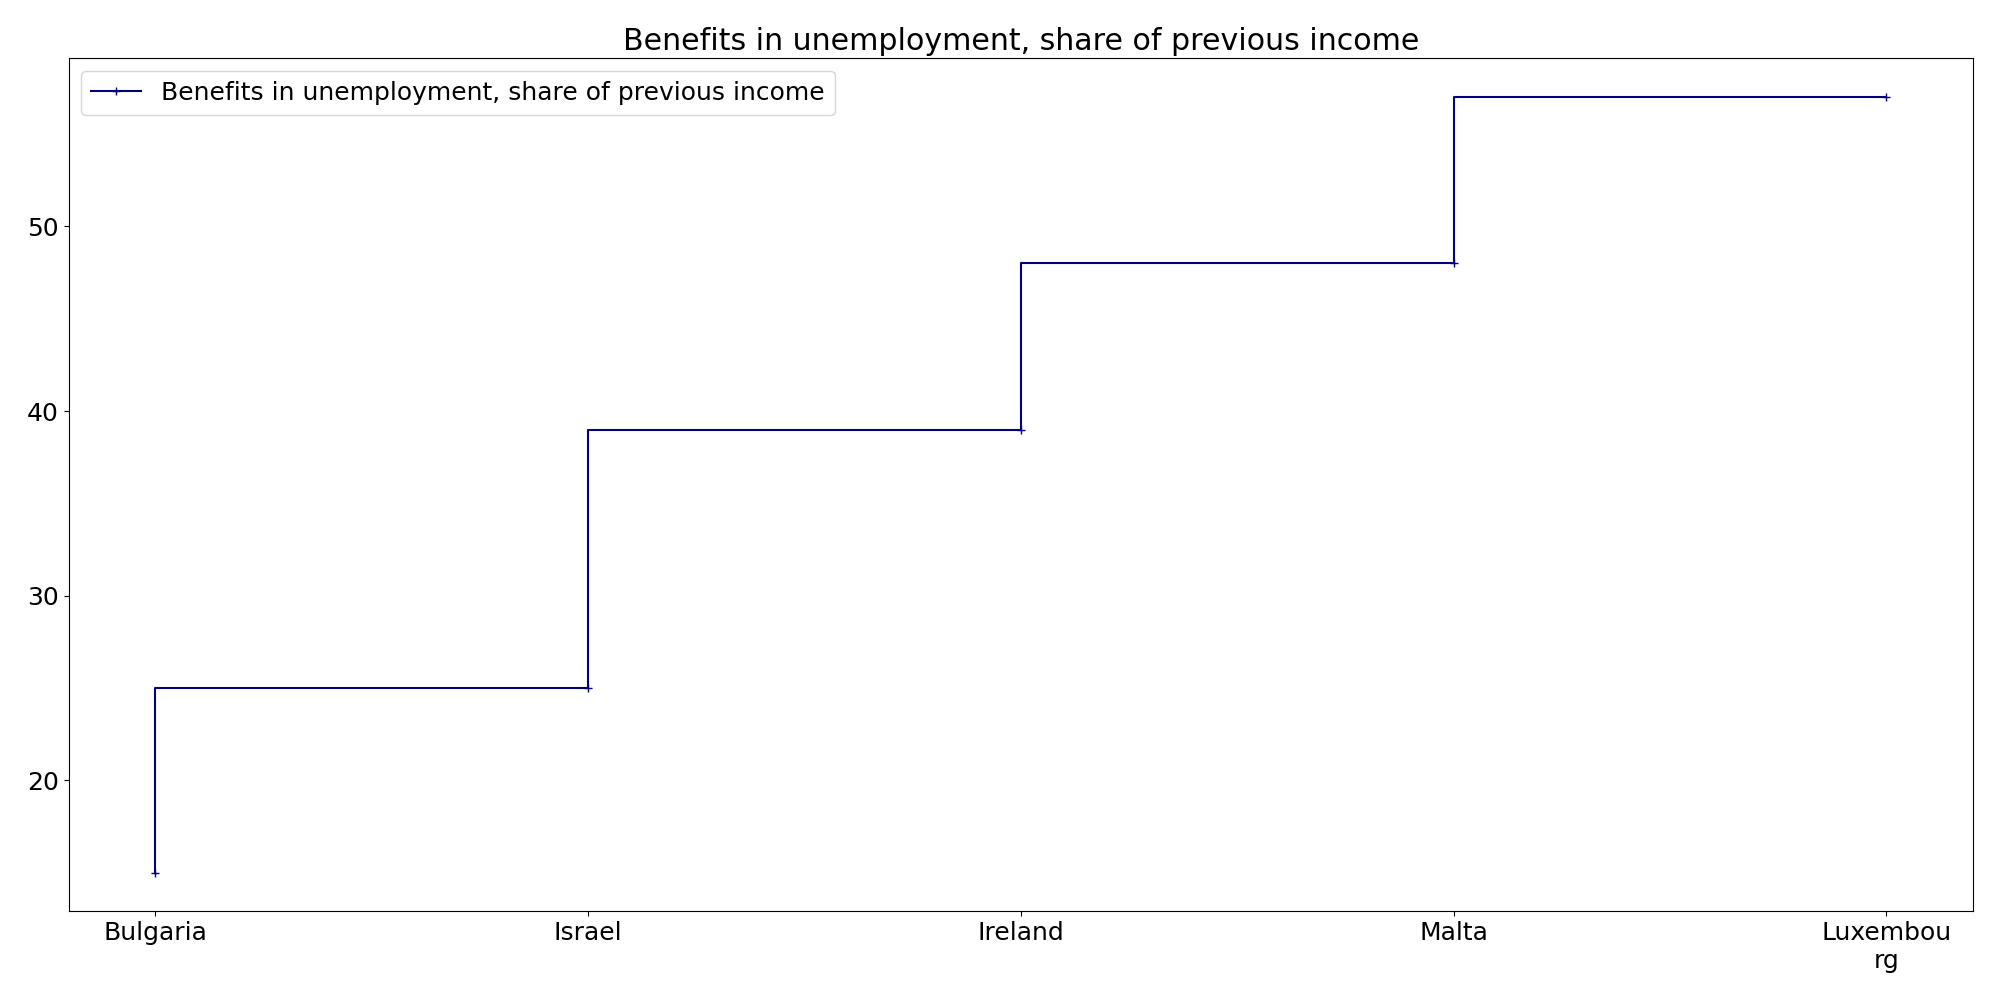 Benefits in unemployment, share of previous income
Benefits in unemployment, share of previous income
50
40
30
20
Bulgaria Israel Ireland Malta Luxembou
rg